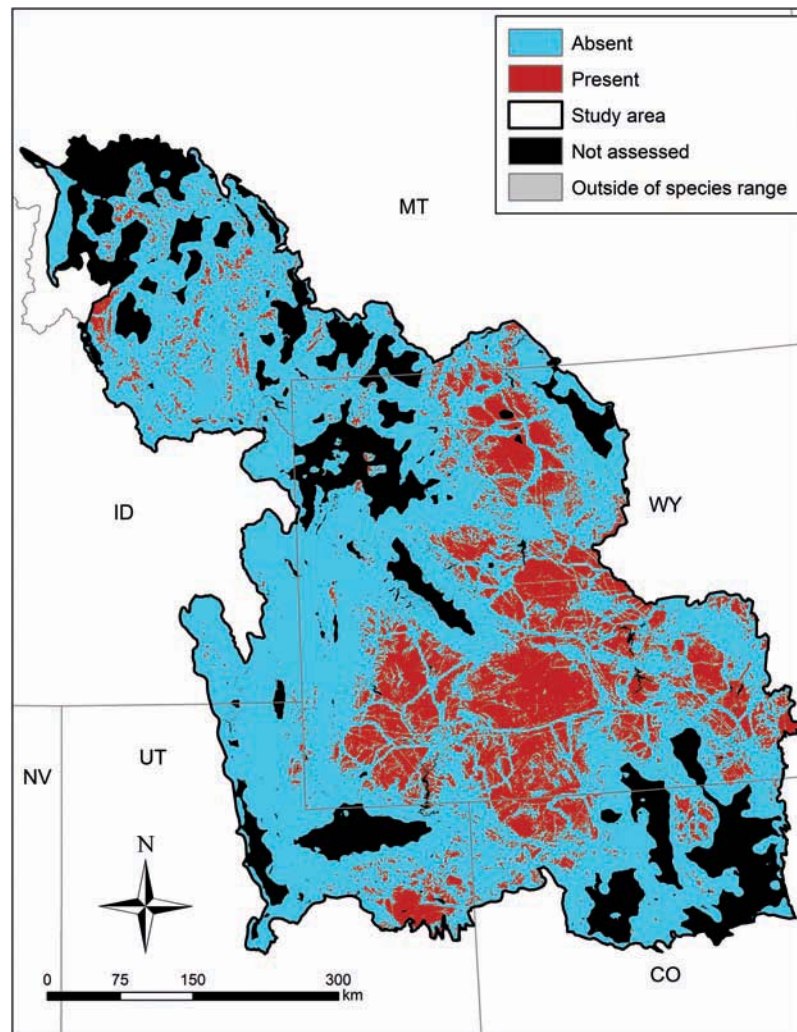 Absent
Present
Study area
Not assessed
Outside of species range
MT
ID
WY
NV
UT
N
CO
0 75 150 300
km